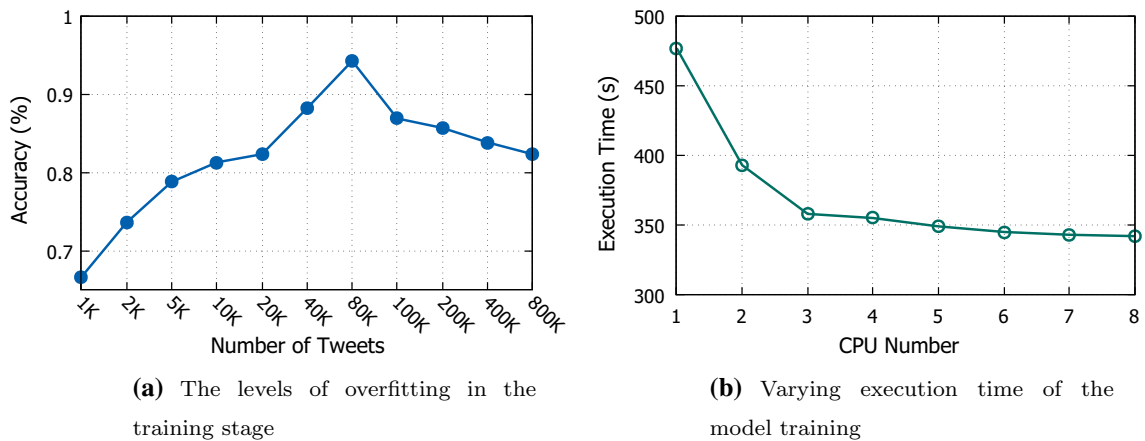 1
0.9
0.8
0.7
Accuracy (%)
1K
2K
5K
10K
20K
40K
80K
100K
200K
400K
800K
Number of Tweets
(a) The levels of overfitting in the
training stage
500
450
400
350
300
Execution Time (s)
1 2 3 4 5 6 7 8
CPU Number
(b) Varying execution time of the
model training